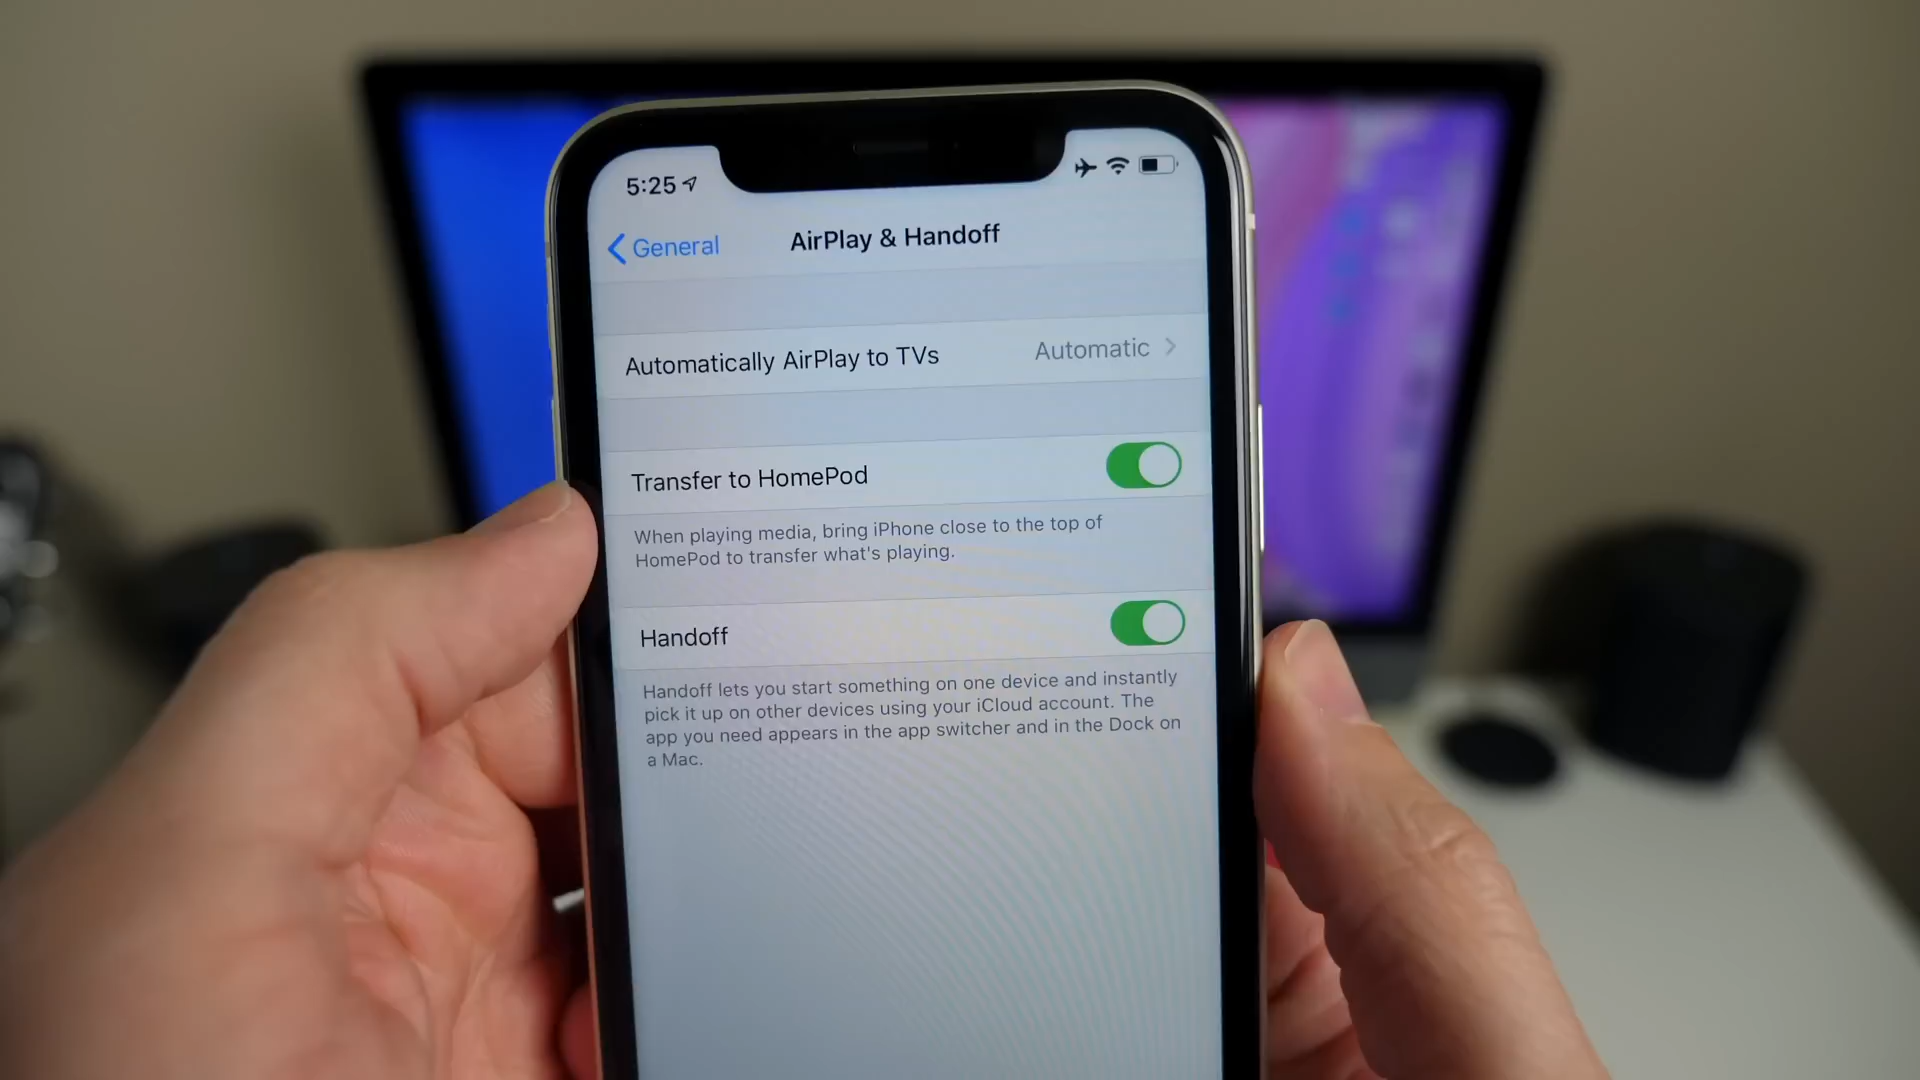 5:25
General
AirPlay & Handoff
Automatically AirPlay to TVs
Automatic
Transfer to HomePod
When playing media, bring iPhone close to the top of
HomePod to transfer what's playing.
Handoff
Handoff lets you start something on one device and instantly
pick it up on other devices using your iCloud account. The
app you need appears in the app switcher and in the Dock on
a Mac.